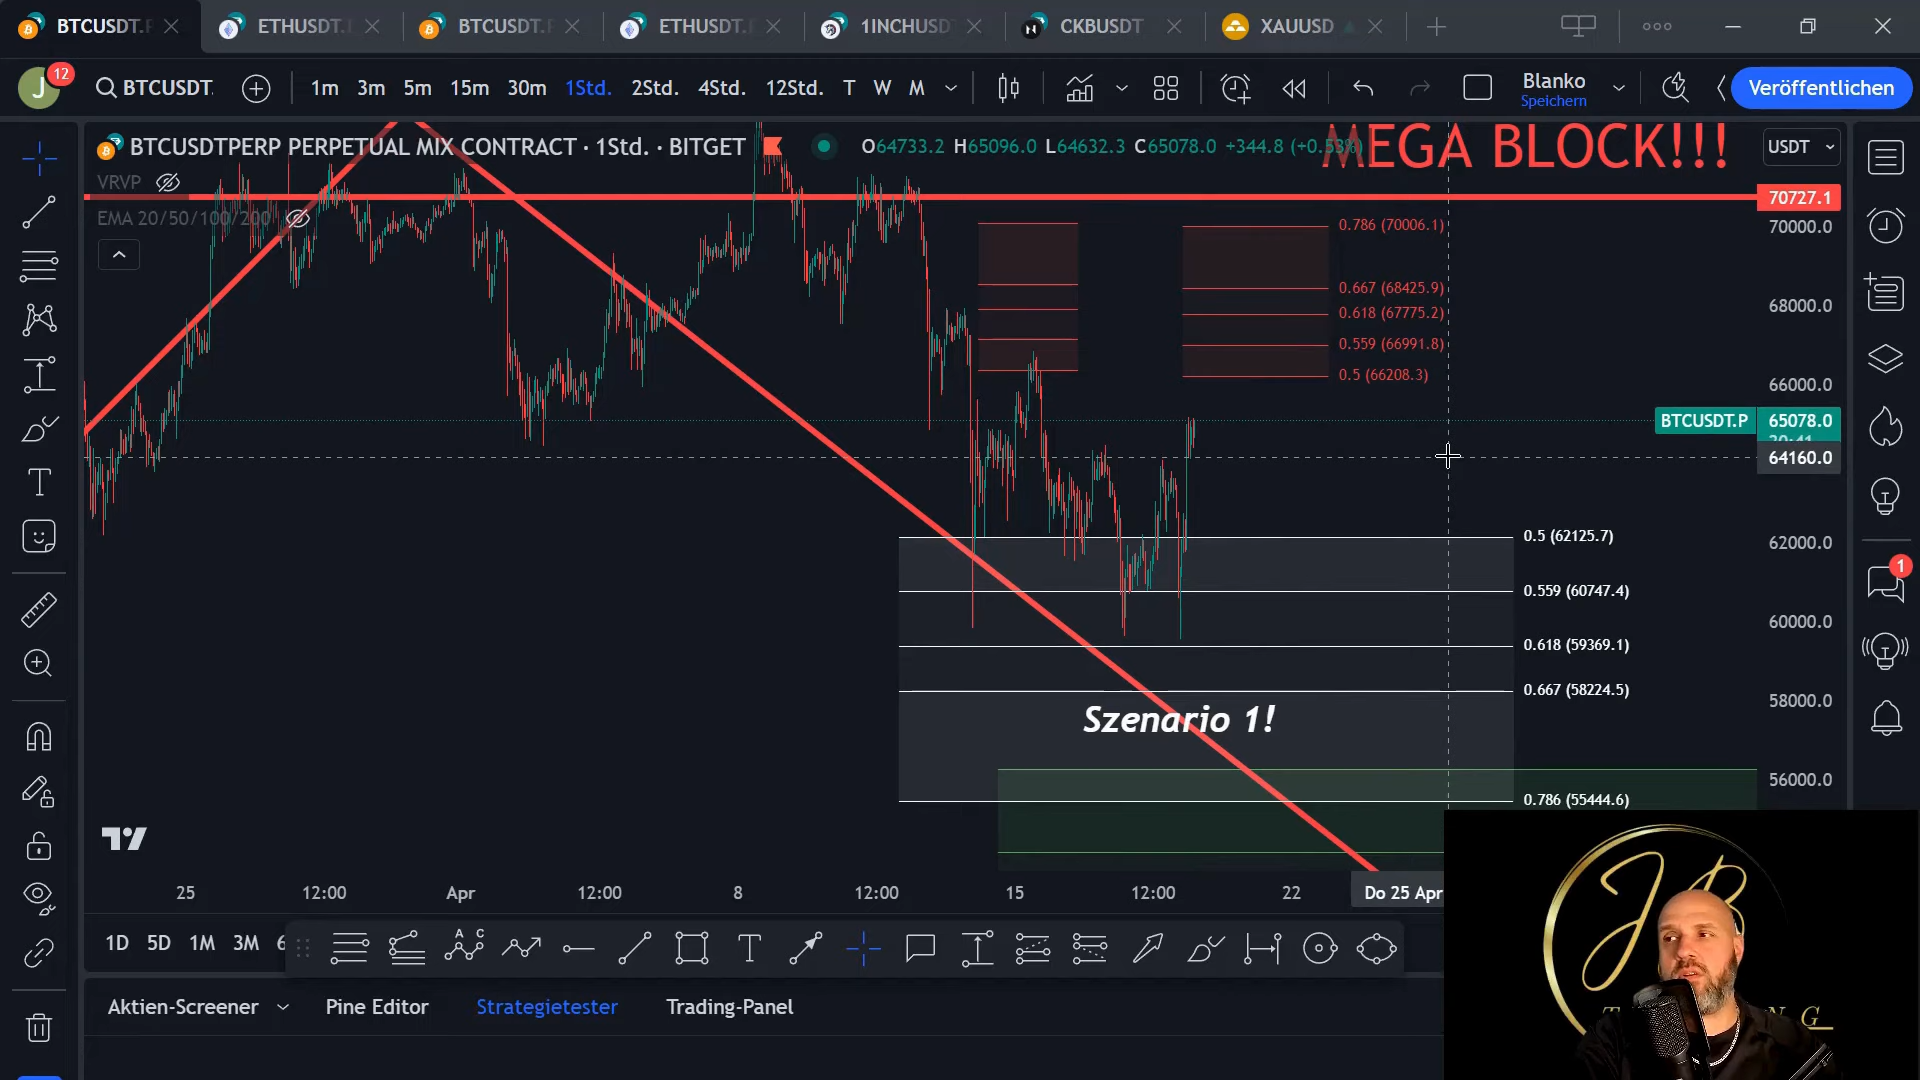 BTCUSDT.P
ETHUSDT.
BTCUSDT.P
ETHUSDT.
1INCHUSD
CKBUSDT
XAUUSD
J
12
BTCUSDT.
1m 3m 5m 15m 30m 1Std. 2Std. 4Std. 12Std. T W M
Blanko
Speichern
Veröffentlichen
BTCUSDTPERP PERPETUAL MIX CONTRACT · 1Std. · BITGET
O64733.2 H65096.0 L64632.3 C65078.0 +344.8 (+0.53%)
MEGA BLOCK!!!
USDT
VRVP
EMA 20/50/100/200
70727.1
70000.0
68000.0
66000.0
BTCUSDT.P 65078.0
64160.0
62000.0
60000.0
58000.0
56000.0
0.786 (70006.1)
0.667 (68425.9)
0.618 (67775.2)
0.559 (66991.8)
0.5 (66208.3)
0.5 (62125.7)
0.559 (60747.4)
0.618 (59369.1)
0.667 (58224.5)
Szenario 1!
0.786 (55444.6)
1
25 12:00 Apr 12:00 8 12:00 15 12:00 22 Do 25 Apr
1D 5D 1M 3M
Aktien-Screener Pine Editor Strategietester Trading-Panel
JB